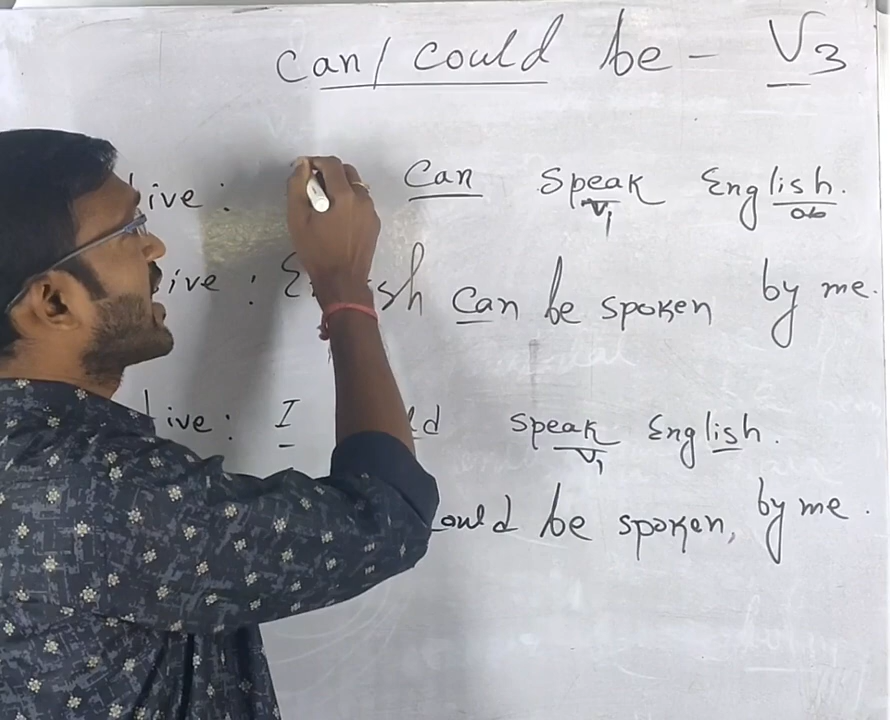 can / could be - V3
ive: Can speak English.
V1 ob
ive: sh can be spoken by me.
ive: I ld speak English.
V1
ould be spoken, by me.